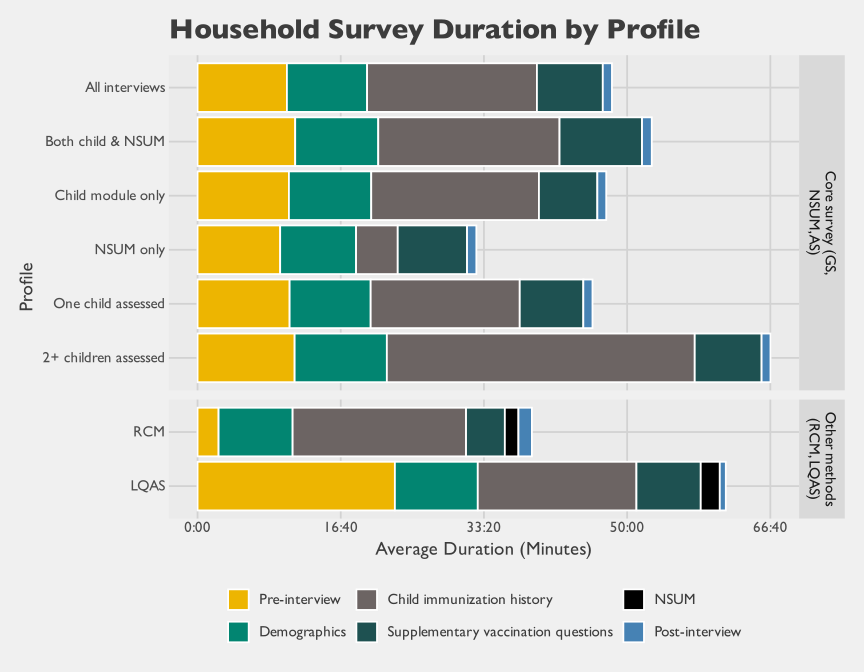 Household Survey Duration by Profile
All interviews
Both child & NSUM
Child module only
NSUM only
One child assessed
2+ children assessed
Core survey (GS,
NSUM,AS)
Profile
RCM
LQAS
Other methods
(RCM,LQAS)
0:00 16:40 33:20 50:00 66:40
Average Duration (Minutes)
Pre-interview Child immunization history NSUM
Demographics Supplementary vaccination questions Post-interview